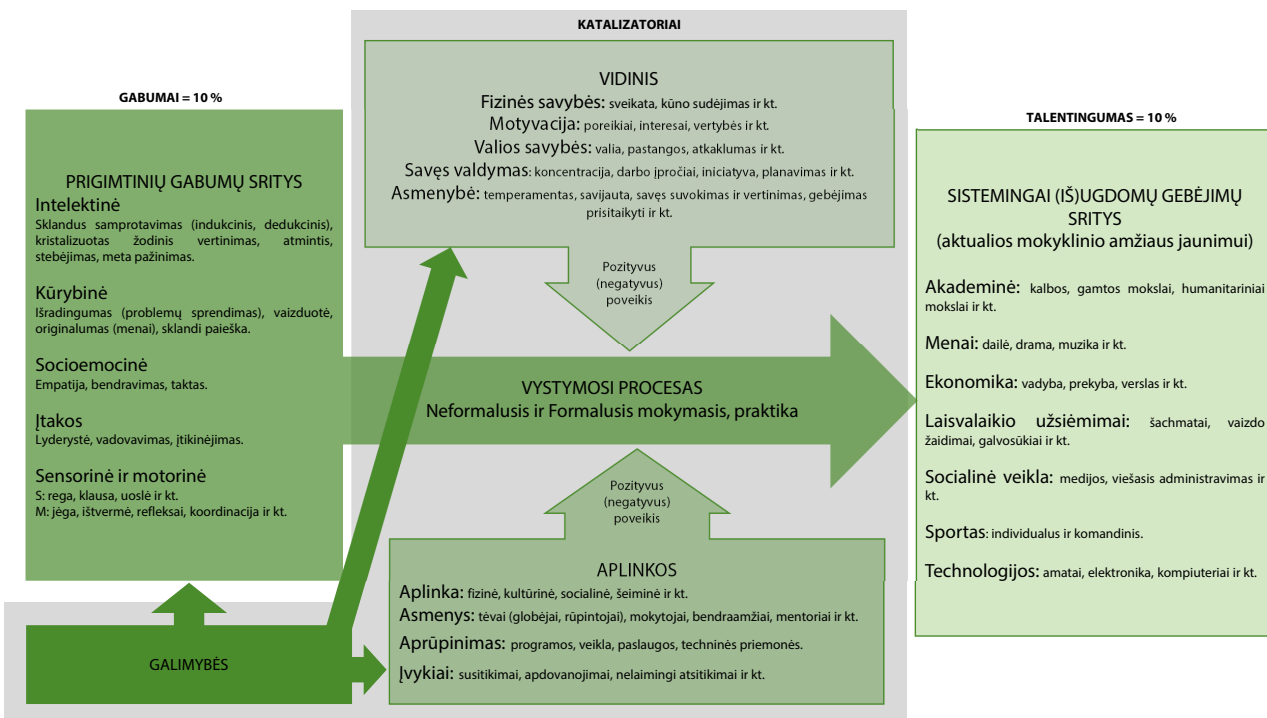 KATALIZATORIAI
VIDINIS
Fizinės savybės: sveikata, kūno sudėjimas ir kt.
Motyvacija: poreikiai, interesai, vertybės ir kt.
Valios savybės: valia, pastangos, atkaklumas ir kt.
Savęs valdymas: koncentracija, darbo įpročiai, iniciatyva, planavimas ir kt.
Asmenybė: temperamentas, savijauta, savęs suvokimas ir vertinimas, gebėjimas
prisitaikyti ir kt.
Pozityvus
(negatyvus)
poveikis
GABUMAI = 10 %
PRIGIMTINIŲ GABUMŲ SRITYS
Intelektinė
Sklandus samprotavimas (indukcinis, dedukcinis),
kristalizuotas žodinis vertinimas, atmintis,
stebėjimas, meta pažinimas.
Kūrybinė
Išradingumas (problemų sprendimas), vaizduotė,
originalumas (menai), sklandi paieška.
Socioemocinė
Empatija, bendravimas, taktas.
Įtakos
Lyderystė, vadovavimas, įtikinėjimas.
Sensorinė ir motorinė
S: rega, klausa, uoslė ir kt.
M: jėga, ištvermė, refleksai, koordinacija ir kt.
VYSTYMOSI PROCESAS
Neformalusis ir Formalusis mokymasis, praktika
Pozityvus
(negatyvus)
poveikis
APLINKOS
Aplinka: fizinė, kultūrinė, socialinė, šeiminė ir kt.
Asmenys: tėvai (globėjai, rūpintojai), mokytojai, bendraamžiai, mentoriai ir kt.
Aprūpinimas: programos, veikla, paslaugos, techninės priemonės.
Įvykiai: susitikimai, apdovanojimai, nelaimingi atsitikimai ir kt.
GALIMYBĖS
TALENTINGUMAS = 10 %
SISTEMINGAI (IŠ)UGDOMŲ GEBĖJIMŲ
SRITYS
(aktualios mokyklinio amžiaus jaunimui)
Akademinė: kalbos, gamtos mokslai, humanitariniai
mokslai ir kt.
Menai: dailė, drama, muzika ir kt.
Ekonomika: vadyba, prekyba, verslas ir kt.
Laisvalaikio užsiėmimai: šachmatai, vaizdo
žaidimai, galvosūkiai ir kt.
Socialinė veikla: medijos, viešasis administravimas ir
kt.
Sportas: individualus ir komandinis.
Technologijos: amatai, elektronika, kompiuteriai ir kt.